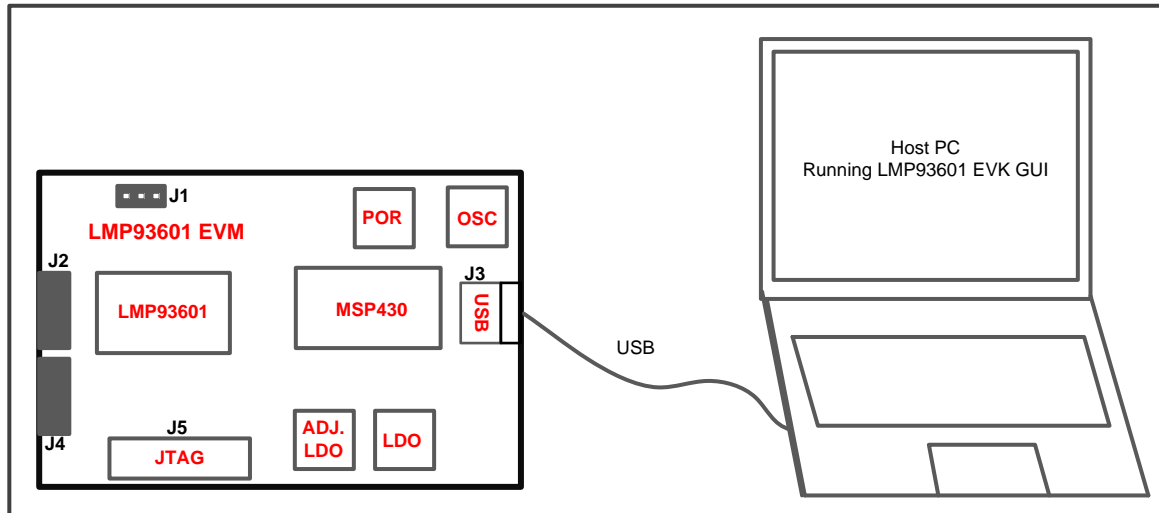 Host PC
Running LMP93601 EVK GUI
J1
LMP93601 EVM
POR
OSC
J2
LMP93601
MSP430
J3
USB
USB
J4
J5
JTAG
ADJ.
LDO
LDO